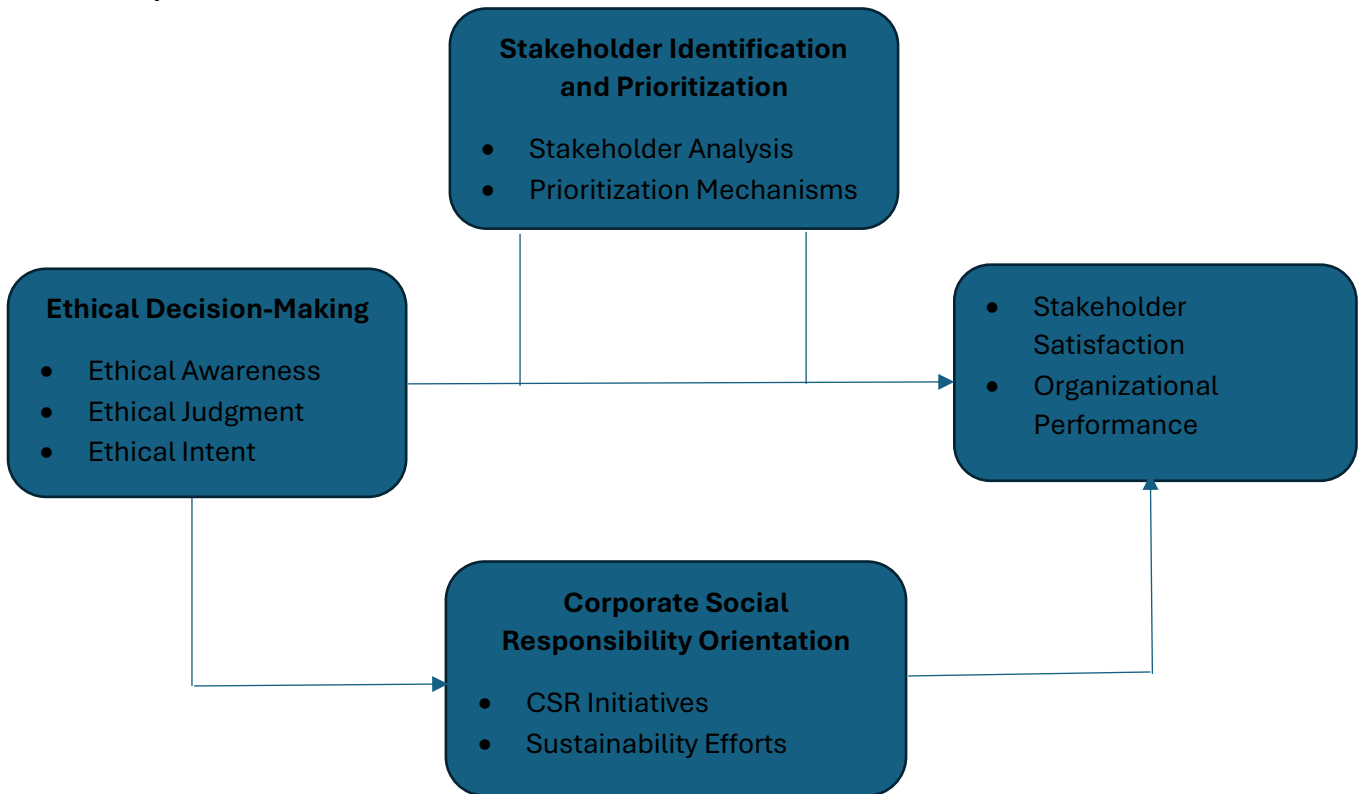 Stakeholder Identification
and Prioritization
• Stakeholder Analysis
• Prioritization Mechanisms
Ethical Decision-Making
• Ethical Awareness
• Ethical Judgment
• Ethical Intent
• Stakeholder
Satisfaction
• Organizational
Performance
Corporate Social
Responsibility Orientation
• CSR Initiatives
• Sustainability Efforts